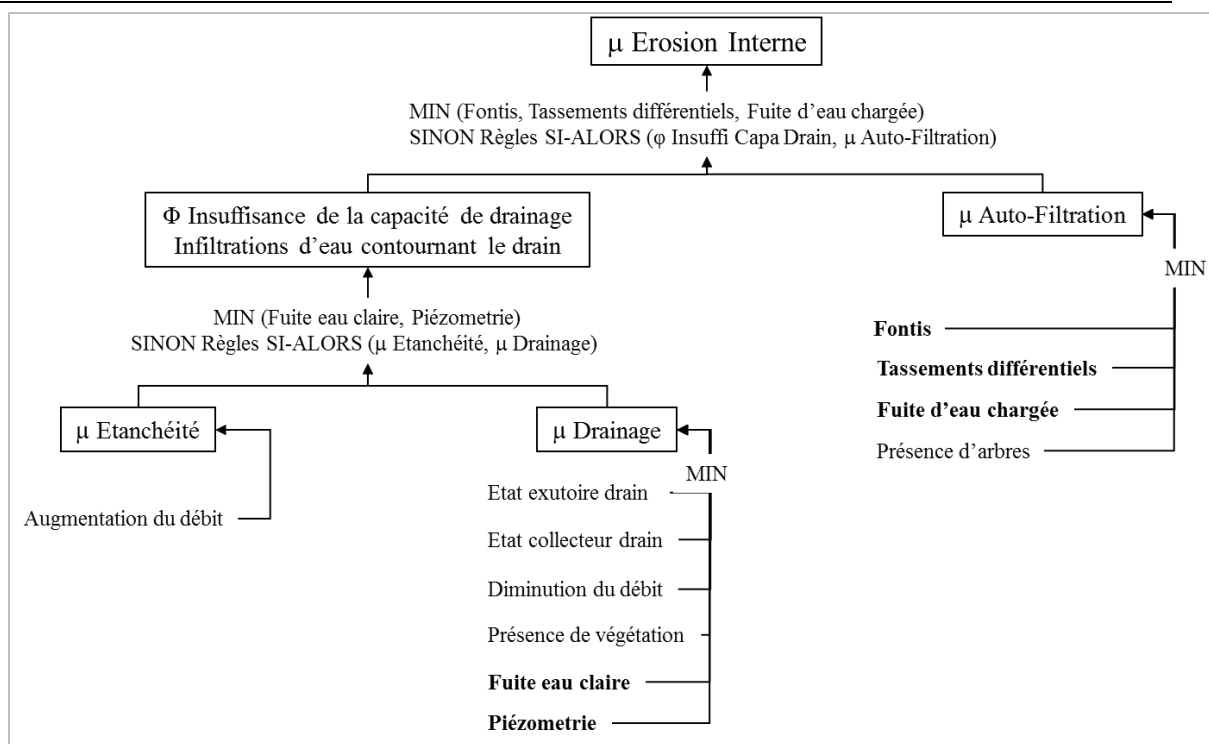 μ Erosion Interne
MIN (Fontis, Tassements différentiels, Fuite d’eau chargée)
SINON Règles SI-ALORS (φ Insuffi Capa Drain, μ Auto-Filtration)
Φ Insuffisance de la capacité de drainage
Infiltrations d’eau contournant le drain
μ Auto-Filtration
MIN
MIN (Fuite eau claire, Piézometrie)
SINON Règles SI-ALORS (μ Etanchéité, μ Drainage)
Fontis
Tassements différentiels
Fuite d’eau chargée
Présence d’arbres
μ Etanchéité
μ Drainage
MIN
Augmentation du débit
Etat exutoire drain
Etat collecteur drain
Diminution du débit
Présence de végétation
Fuite eau claire
Piézometrie